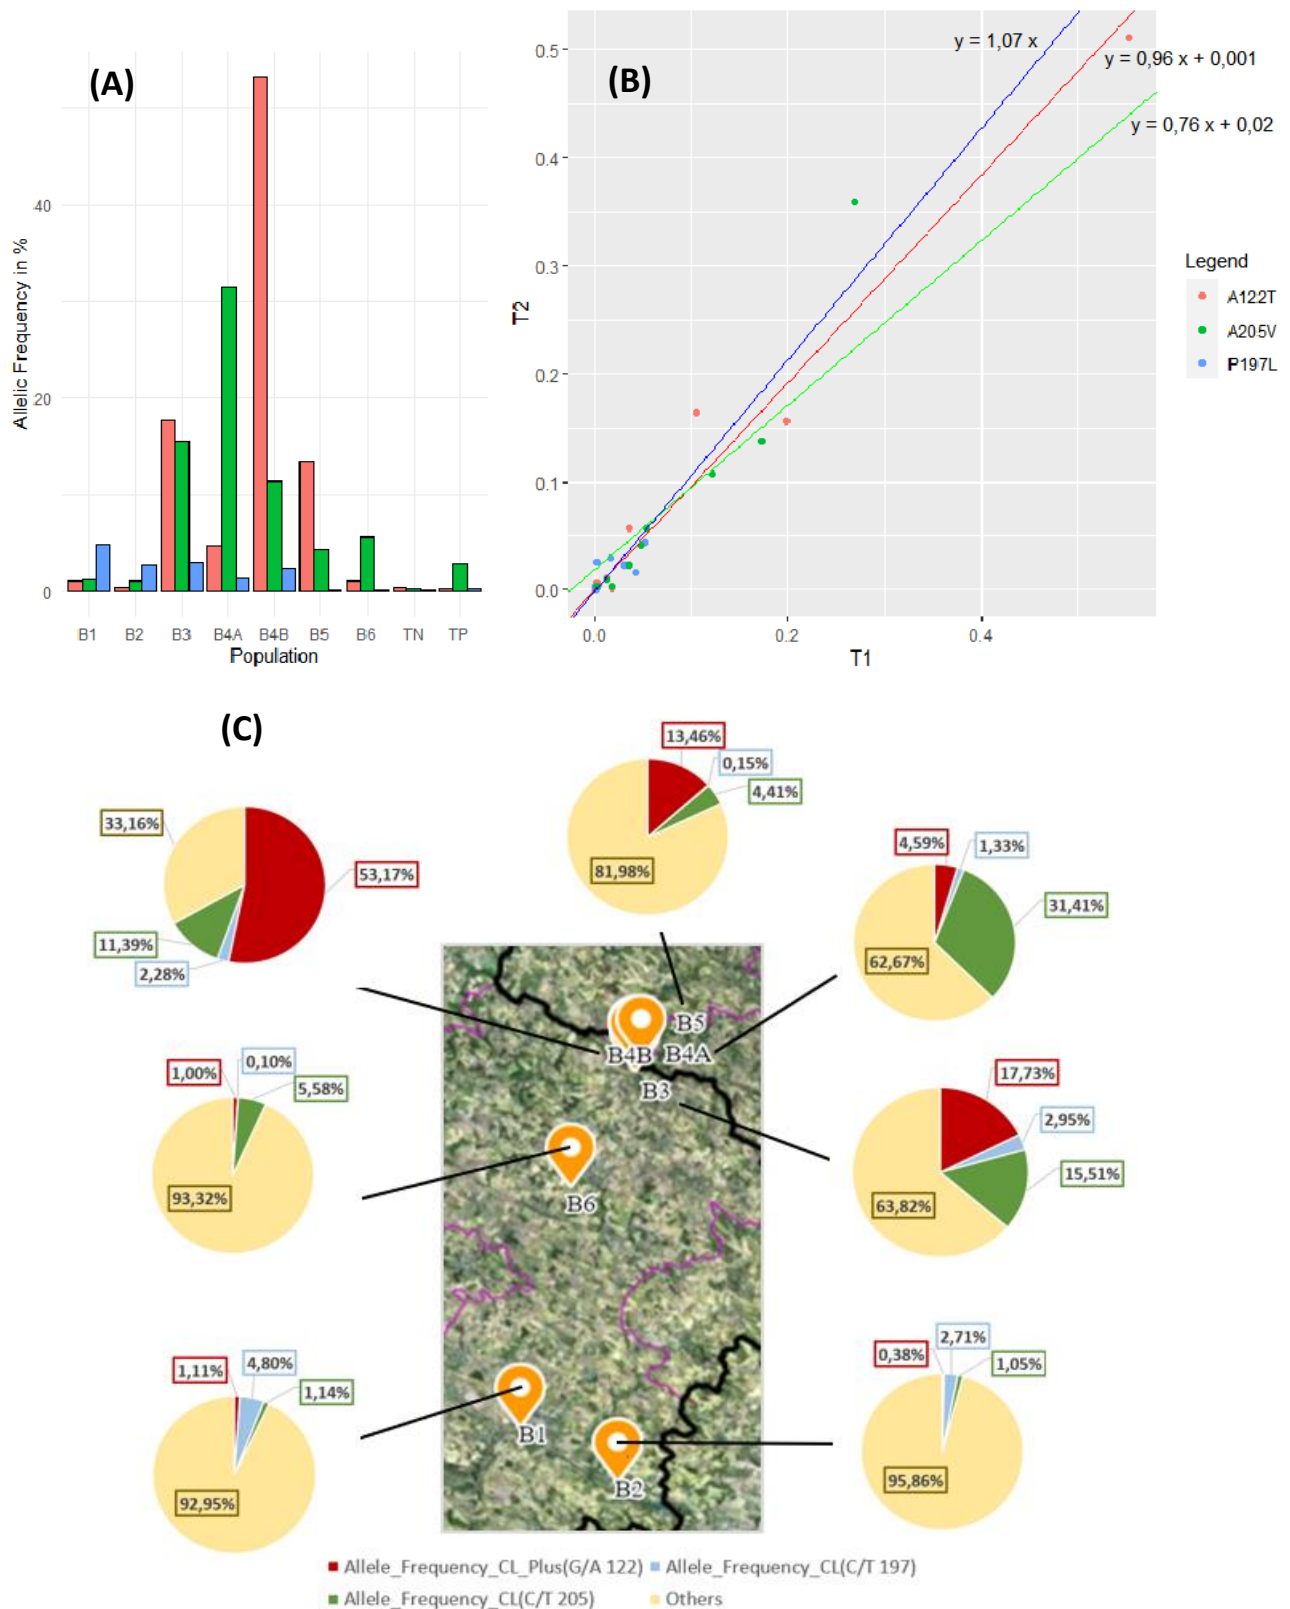 (A)
Allelic Frequency in %
40
20
0
B1 B2 B3 B4A B4B B5 B6 TN TP
Population
(B)
y = 1,07 x
y = 0,96 x + 0,001
y = 0,76 x + 0,02
T2
0.5
0.4
0.3
0.2
0.1
0.0
0.0 0.2 0.4
T1
Legend
A122T
A205V
P197L
(C)
13,46%
0,15%
4,41%
81,98%
33,16%
53,17%
11,39%
2,28%
4,59%
1,33%
31,41%
62,67%
1,00%
0,10%
5,58%
93,32%
17,73%
2,95%
15,51%
63,82%
1,11%
4,80%
1,14%
92,95%
0,38%
2,71%
1,05%
95,86%
B5
B4B B4A
B3
B6
B1
B2
Allele_Frequency_CL_Plus(G/A 122) Allele_Frequency_CL(C/T 197)
Allele_Frequency_CL(C/T 205) Others